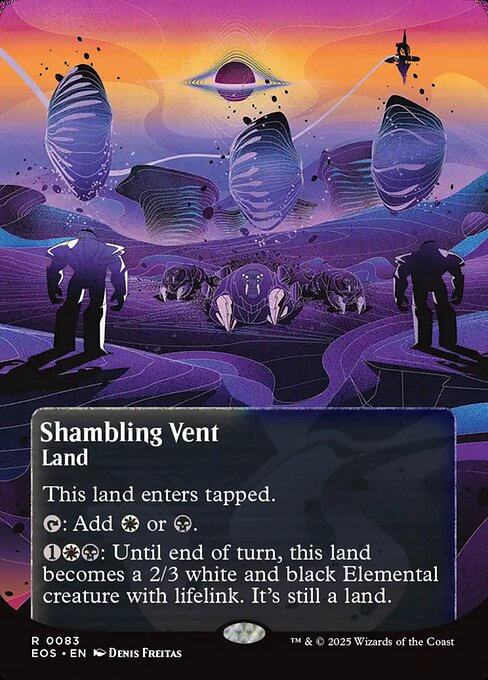 Shambling Vent
Land
This land enters tapped.
: Add or .
1: Until end of turn, this land
becomes a 2/3 white and black Elemental
creature with lifelink. It's still a land.
R 0083
EOS • EN DENIS FREITAS
™ & © 2025 Wizards of the Coast